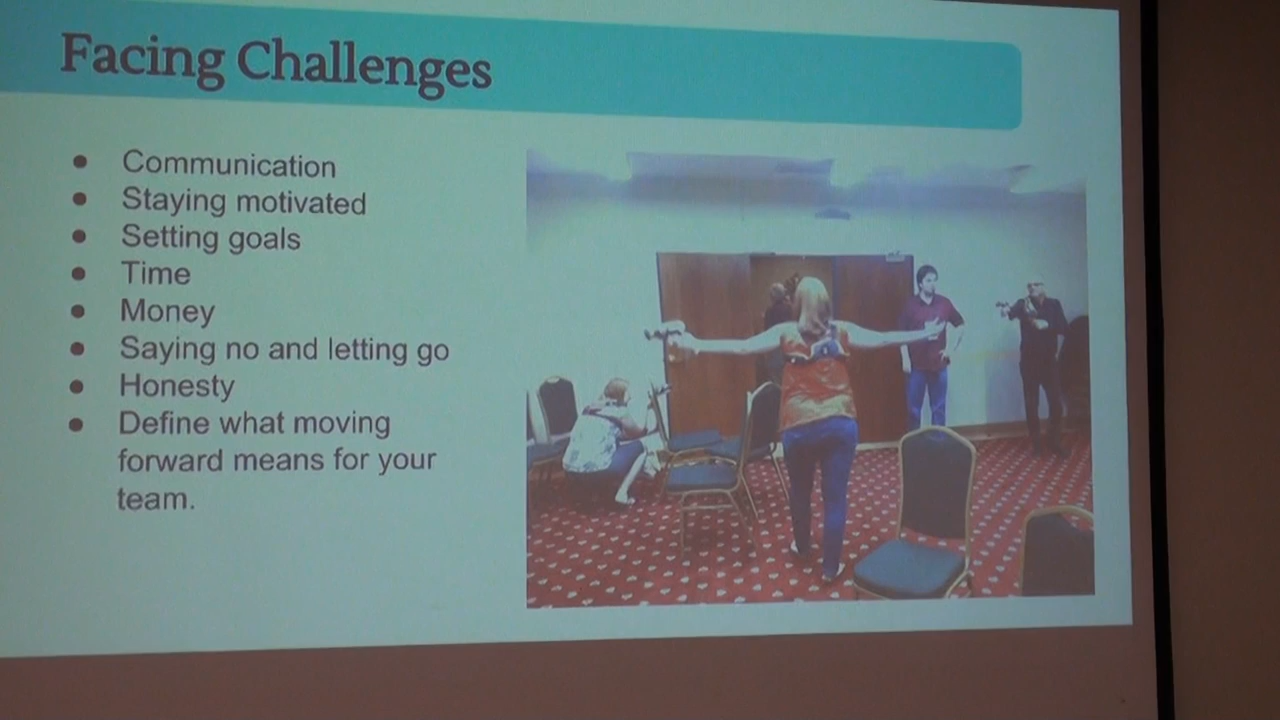 Facing Challenges
● Communication
● Staying motivated
● Setting goals
● Time
● Money
● Saying no and letting go
● Honesty
● Define what moving
forward means for your
team.